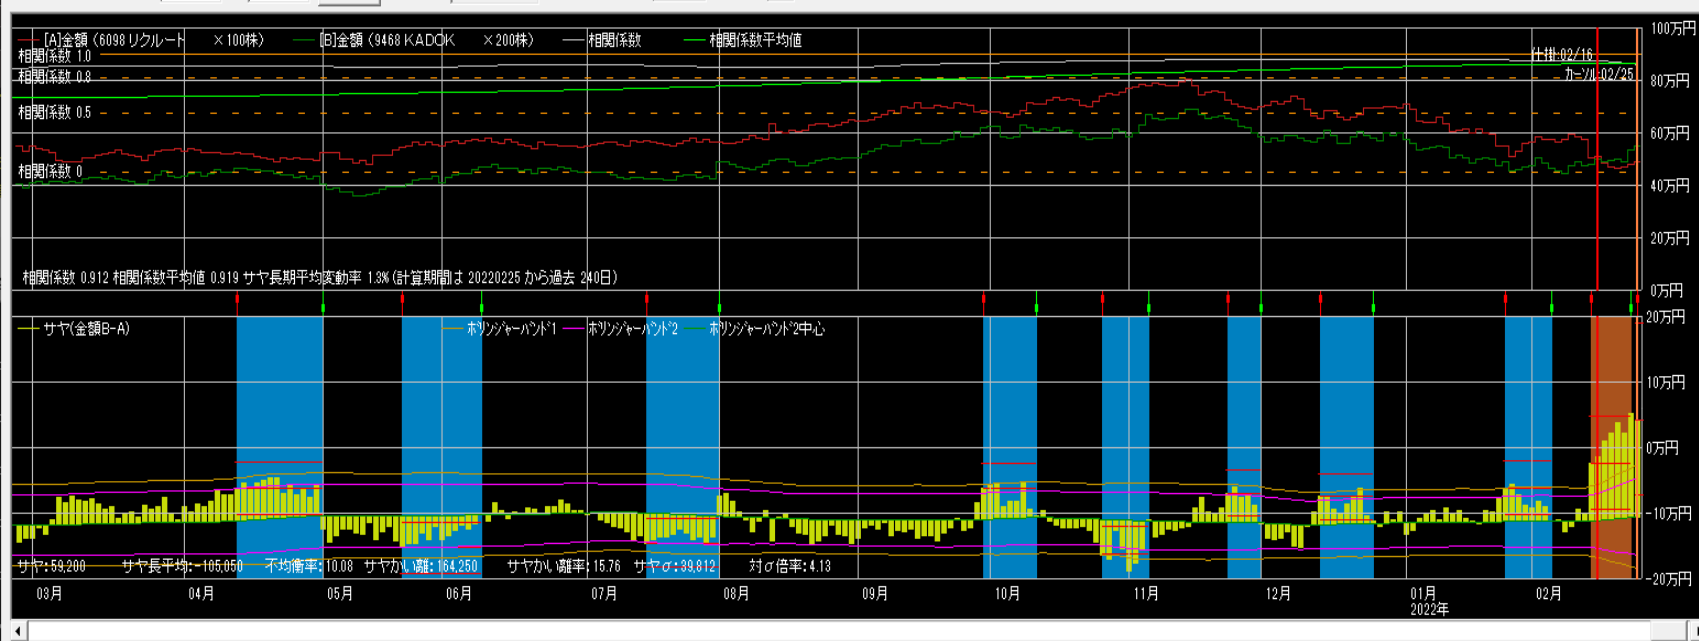 [A]金額 (6098 リクルート ×100株) [B]金額 (9468 KADOK ×200株) 相関係数 相関係数平均値
100万円
相関係数 1.0
仕掛:02/16
カーソル:02/25
相関係数 0.8
80万円
相関係数 0.5
60万円
相関係数 0
40万円
20万円
相関係数 0.912 相関係数平均値 0.919 サヤ長期平均変動率 1.3% (計算期間は 20220225 から過去 240日)
0万円
20万円
サヤ(金額B-A) ボリンジャーバンド1 ボリンジャーバンド2 ボリンジャーバンド2中心
10万円
0万円
-10万円
サヤ:59,200 サヤ長平均:-105,050 不均衡率:10.08 サヤかい離:164,250 サヤかい離率:15.76 サヤσ:39,812 対σ倍率:4.13
-20万円
03月 04月 05月 06月 07月 08月 09月 10月 11月 12月 01月 02月
2022年